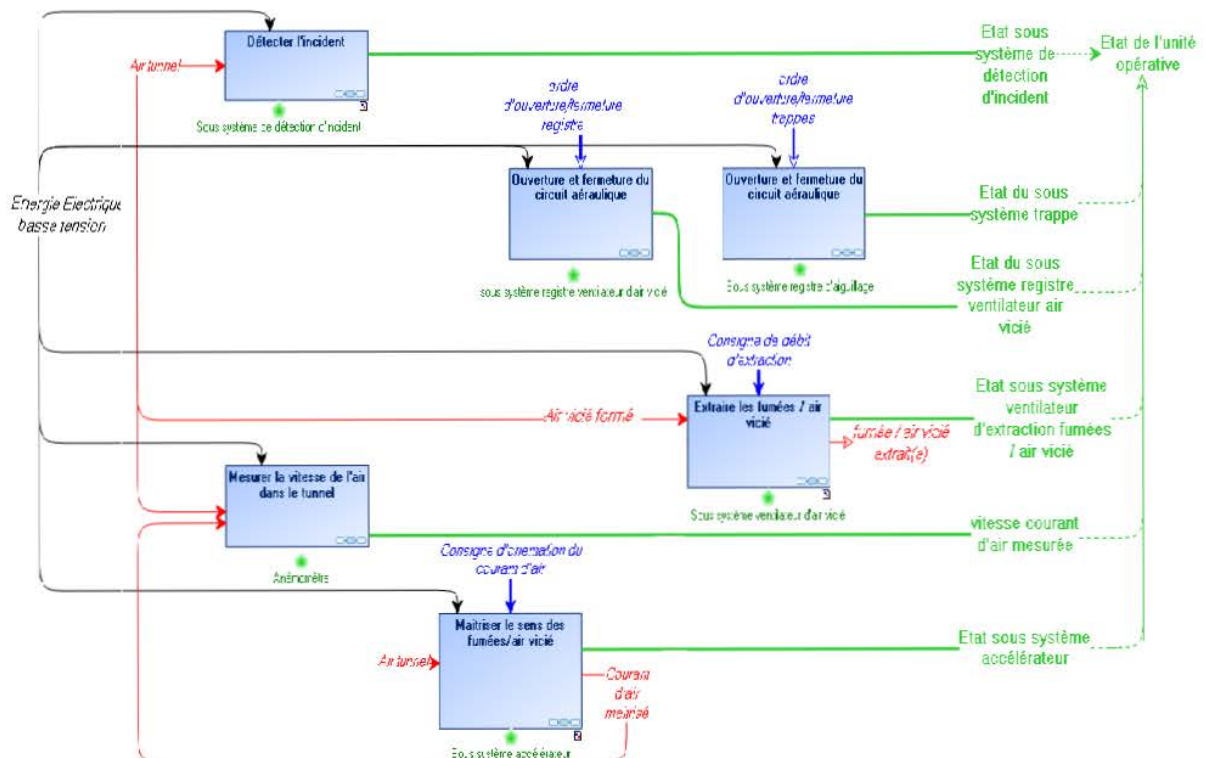 Détecter l'incident
Air tunnel
Sous système de détection d'incident
Etat sous
système de
détection
d'incident
Etat de l'unité
opérative
ordre
d'ouverture/fermeture
registre
ordre
d'ouverture/fermeture
trappes
Energie Electrique
basse tension
Ouverture et fermeture du
circuit aéraulique
Ouverture et fermeture du
circuit aéraulique
Etat du sous
système trappe
sous système registre ventilateur d'air vicié
Sous système registre d'aiguillage
Etat du sous
système registre
ventilateur air
vicié
Consigne de débit
d'extraction
Air vicié formé
Extraire les fumées / air
vicié
fumée / air vicié
extrait(e)
Etat sous système
ventilateur
d'extraction fumées
/ air vicié
Sous système ventilateur d'air vicié
Mesurer la vitesse de l'air
dans le tunnel
Anémomètre
vitesse courant
d'air mesurée
Consigne d'orientation du
courant d'air
Maitriser le sens des
fumées/air vicié
Air tunnel
Courant
d'air
maitrisé
Etat sous système
accélérateur
Sous système accélérateur